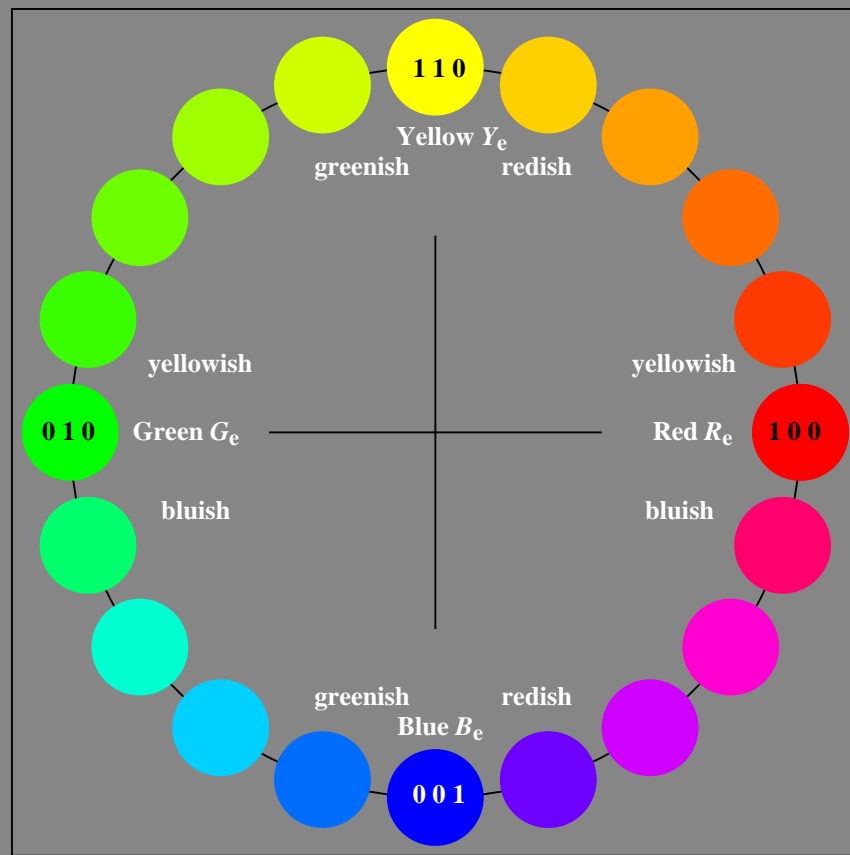 1 1 0
Yellow Ye
greenish redish
yellowish yellowish
0 1 0 Green Ge Red Re 1 0 0
bluish bluish
greenish redish
Blue Be
0 0 1